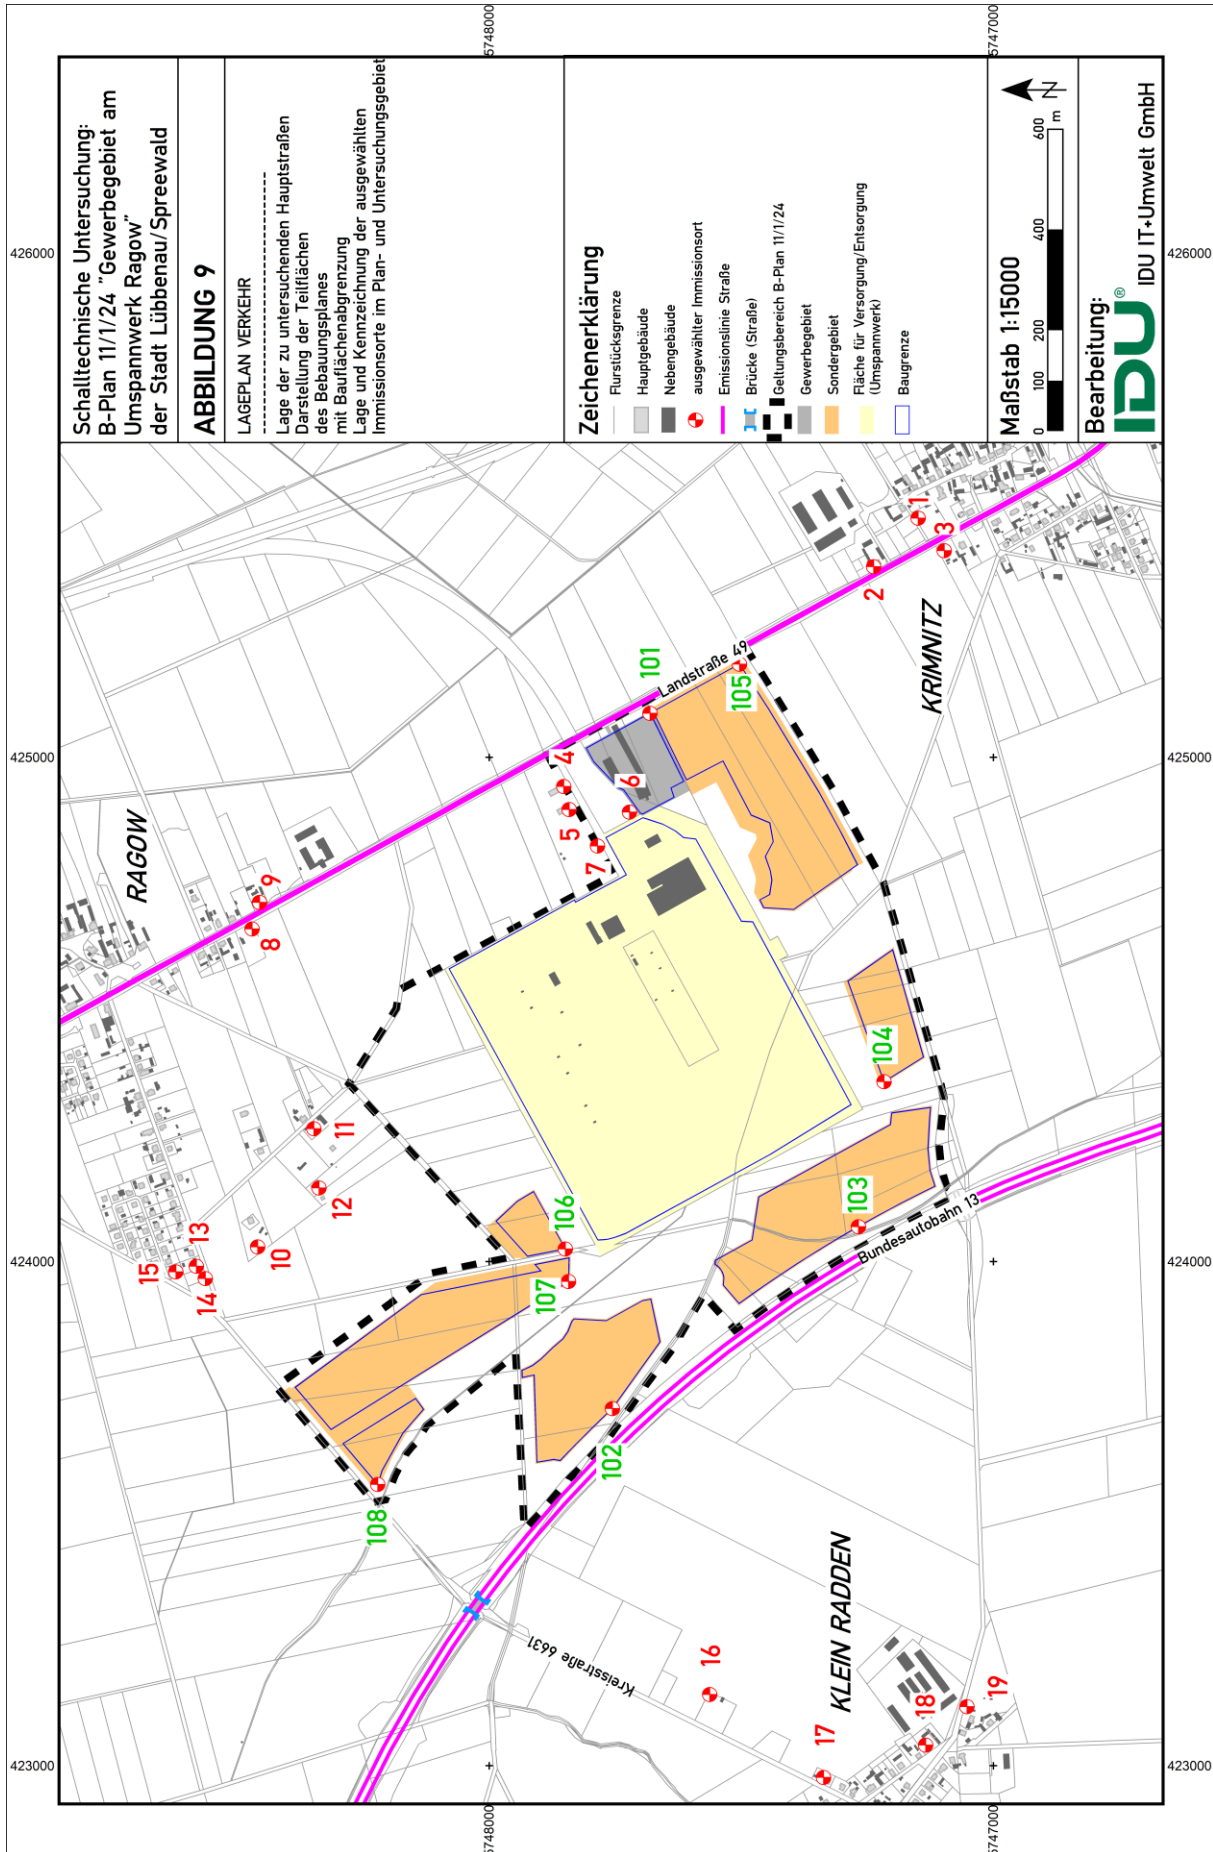 Schalltechnische Untersuchung:
B-Plan 11/1/24 "Gewerbegebiet am
Umspannwerk Ragow"
der Stadt Lübbenau/Spreewald
ABBILDUNG 9
LAGEPLAN VERKEHR
------------------------------
Lage der zu untersuchenden Hauptstraßen
Darstellung der Teilflächen
des Bebauungsplanes
mit Bauflächenabgrenzung
Lage und Kennzeichnung der ausgewählten
Immissionsorte im Plan- und Untersuchungsgebiet
Zeichenerklärung
Flurstücksgrenze
Hauptgebäude
Nebengebäude
ausgewählter Immissionsort
Emissionslinie Straße
Brücke (Straße)
Geltungsbereich B-Plan 11/1/24
Gewerbegebiet
Sondergebiet
Fläche für Versorgung/Entsorgung
(Umspannwerk)
Baugrenze
Maßstab 1:15000
0 100 200 400 600
m
N
Bearbeitung:
IDU®
IDU IT+Umwelt GmbH
423000
424000
425000
426000
423000
424000
425000
426000
5748000
5747000
5748000
5747000
RAGOW
KRIMNITZ
KLEIN RADDEN
Landstraße 49
Bundesautobahn 13
Kreisstraße 6631
1
2
3
4
5
6
7
8
9
10
11
12
13
14
15
16
17
18
19
101
102
103
104
105
106
107
108